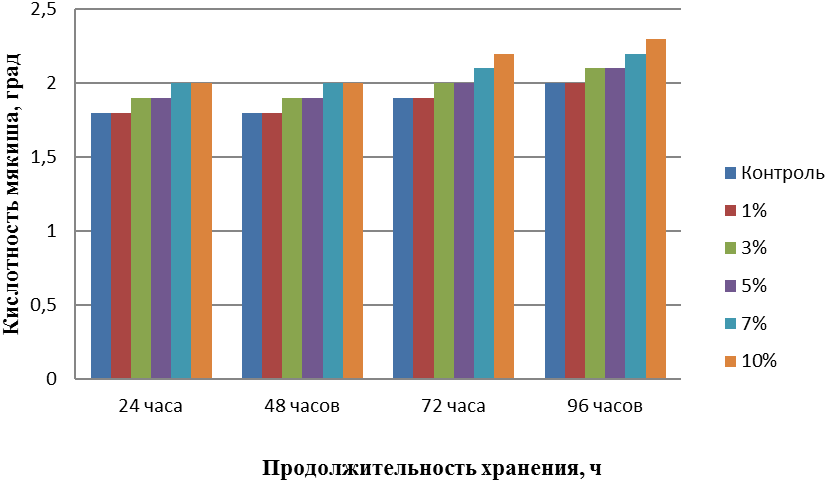 Кислотность мякиша, град
2,5
2
1,5
1
0,5
0
24 часа
48 часов
72 часа
96 часов
Продолжительность хранения, ч
Контроль
1%
3%
5%
7%
10%